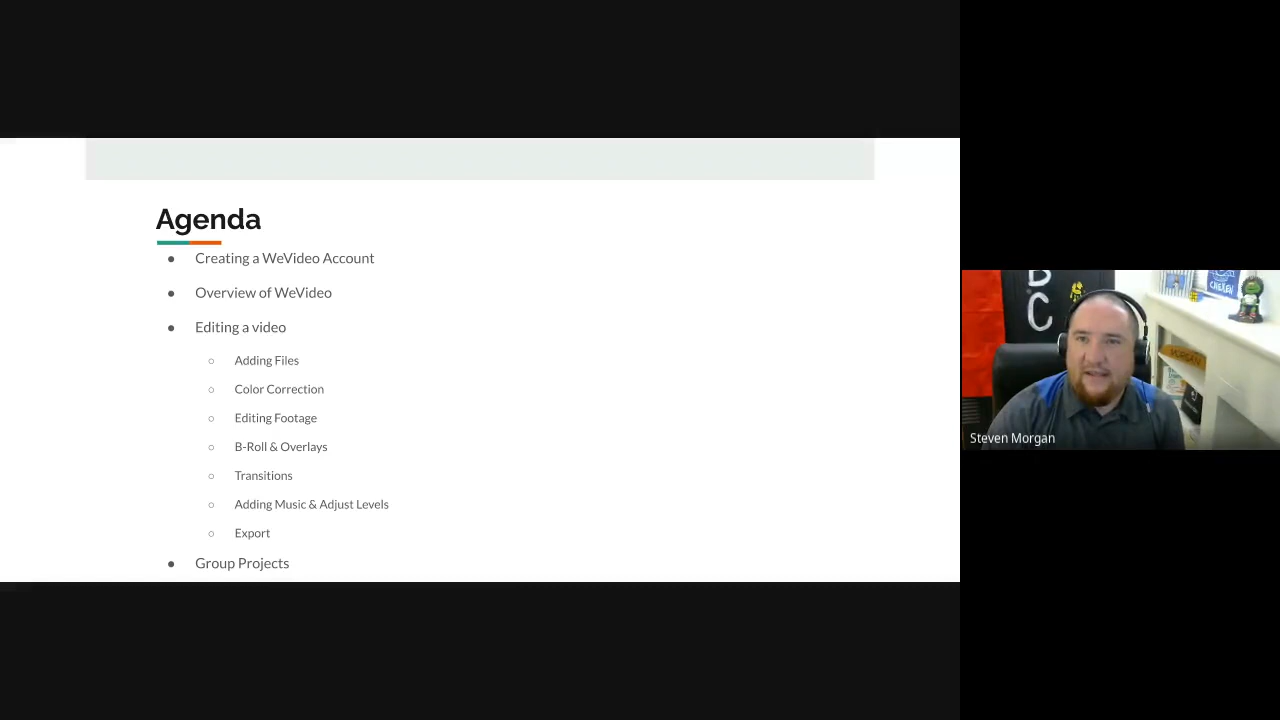 Agenda
● Creating a WeVideo Account
● Overview of WeVideo
● Editing a video
○ Adding Files
○ Color Correction
○ Editing Footage
○ B-Roll & Overlays
○ Transitions
○ Adding Music & Adjust Levels
○ Export
● Group Projects
B
C
MORGAN
Steven Morgan